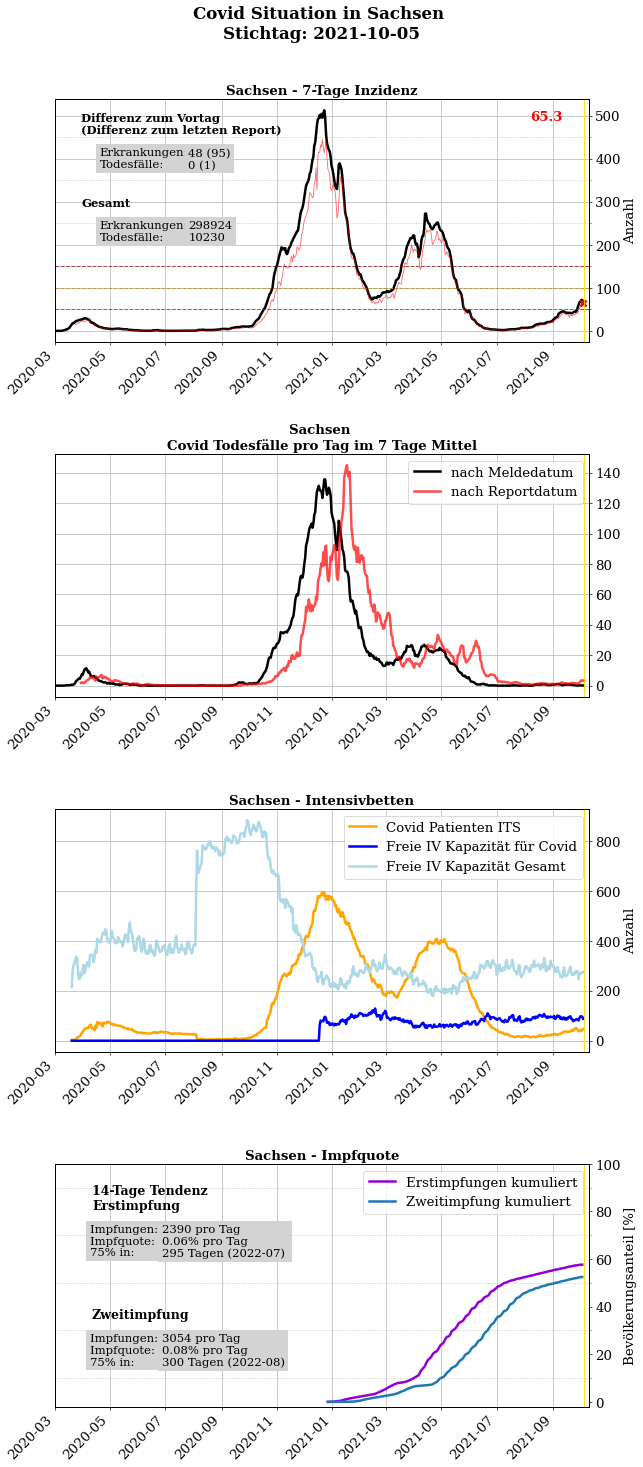 Covid Situation in Sachsen
Stichtag: 2021-10-05
Sachsen - 7-Tage Inzidenz
Differenz zum Vortag
(Differenz zum letzten Report)
Erkrankungen 48 (95)
Todesfälle: 0 (1)
Gesamt
Erkrankungen 298924
Todesfälle: 10230
65.3
500
400
300
200
100
0
Anzahl
2020-03
2020-05
2020-07
2020-09
2020-11
2021-01
2021-03
2021-05
2021-07
2021-09
Sachsen
Covid Todesfälle pro Tag im 7 Tage Mittel
nach Meldedatum
nach Reportdatum
140
120
100
80
60
40
20
0
2020-03
2020-05
2020-07
2020-09
2020-11
2021-01
2021-03
2021-05
2021-07
2021-09
Sachsen - Intensivbetten
Covid Patienten ITS
Freie IV Kapazität für Covid
Freie IV Kapazität Gesamt
800
600
400
200
0
Anzahl
2020-03
2020-05
2020-07
2020-09
2020-11
2021-01
2021-03
2021-05
2021-07
2021-09
Sachsen - Impfquote
14-Tage Tendenz
Erstimpfung
Impfungen: 2390 pro Tag
Impfquote: 0.06% pro Tag
75% in: 295 Tagen (2022-07)
Zweitimpfung
Impfungen: 3054 pro Tag
Impfquote: 0.08% pro Tag
75% in: 300 Tagen (2022-08)
Erstimpfungen kumuliert
Zweitimpfung kumuliert
100
80
60
40
20
0
Bevölkerungsanteil [%]
2020-03
2020-05
2020-07
2020-09
2020-11
2021-01
2021-03
2021-05
2021-07
2021-09